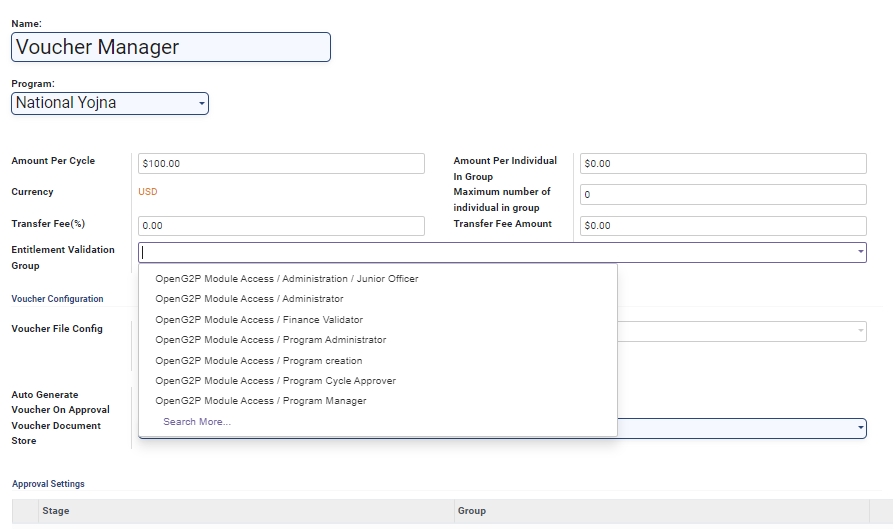 Name:
Voucher Manager
Program:
National Yojna
Amount Per Cycle
$100.00
Amount Per Individual
In Group
$0.00
Currency
USD
Maximum number of
individual in group
0
Transfer Fee(%)
0.00
Transfer Fee Amount
$0.00
Entitlement Validation
Group
OpenG2P Module Access / Administration / Junior Officer
OpenG2P Module Access / Administrator
OpenG2P Module Access / Finance Validator
OpenG2P Module Access / Program Administrator
OpenG2P Module Access / Program creation
OpenG2P Module Access / Program Cycle Approver
OpenG2P Module Access / Program Manager
Search More...
Voucher Configuration
Voucher File Config
Auto Generate
Voucher On Approval
Voucher Document
Store
Approval Settings
Stage
Group